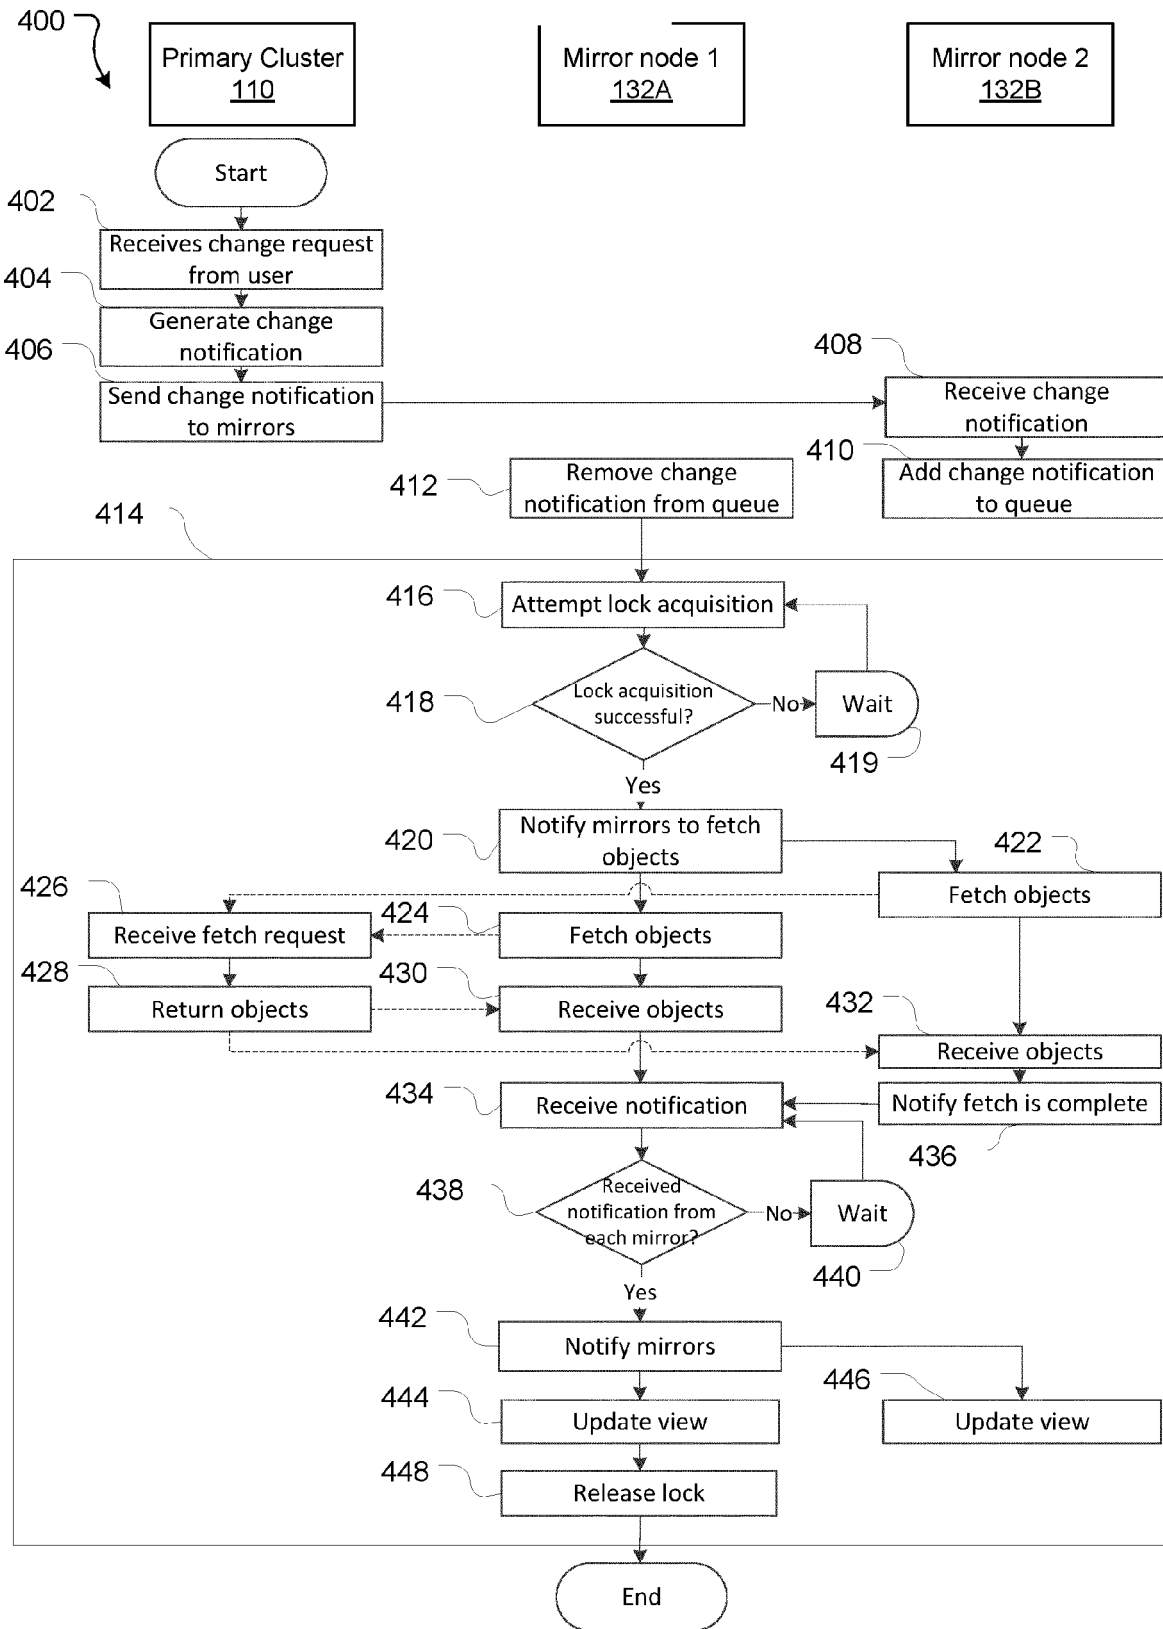 400
Primary Cluster
110
Mirror node 1
132A
Mirror node 2
132B
Start
402
Receives change request
from user
404
Generate change
notification
406
Send change notification
to mirrors
408
Receive change
notification
410
Add change notification
to queue
412
Remove change
notification from queue
414
416
Attempt lock acquisition
418
Lock acquisition
successful?
No
Wait
419
Yes
420
Notify mirrors to fetch
objects
422
Fetch objects
426
Receive fetch request
424
Fetch objects
428
Return objects
430
Receive objects
432
Receive objects
434
Receive notification
Notify fetch is complete
436
438
Received
notification from
each mirror?
No
Wait
440
Yes
442
Notify mirrors
444
Update view
446
Update view
448
Release lock
End